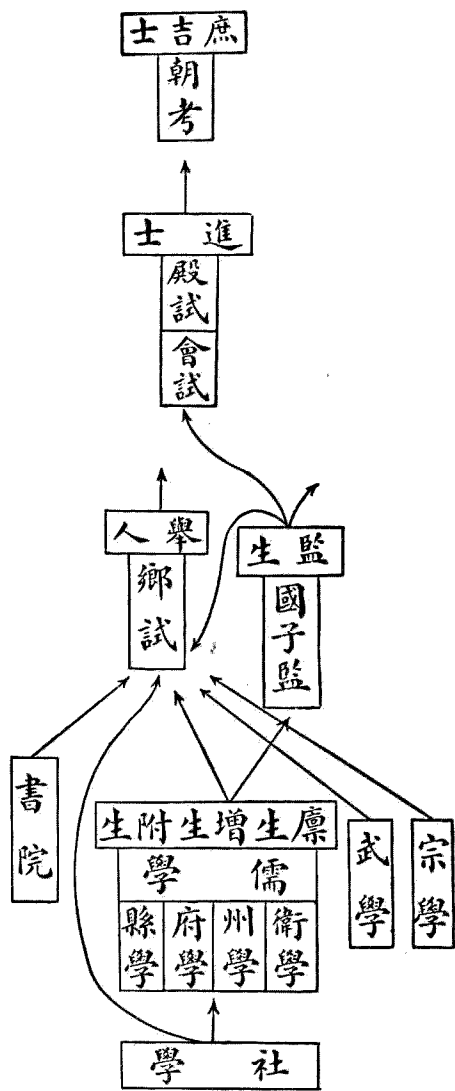 庶吉士
朝考
進士
殿試
會試
監生
國子監
舉人
鄉試
宗學
武學
廩生增生附生
儒學
衛學
州學
府學
縣學
書院
社學